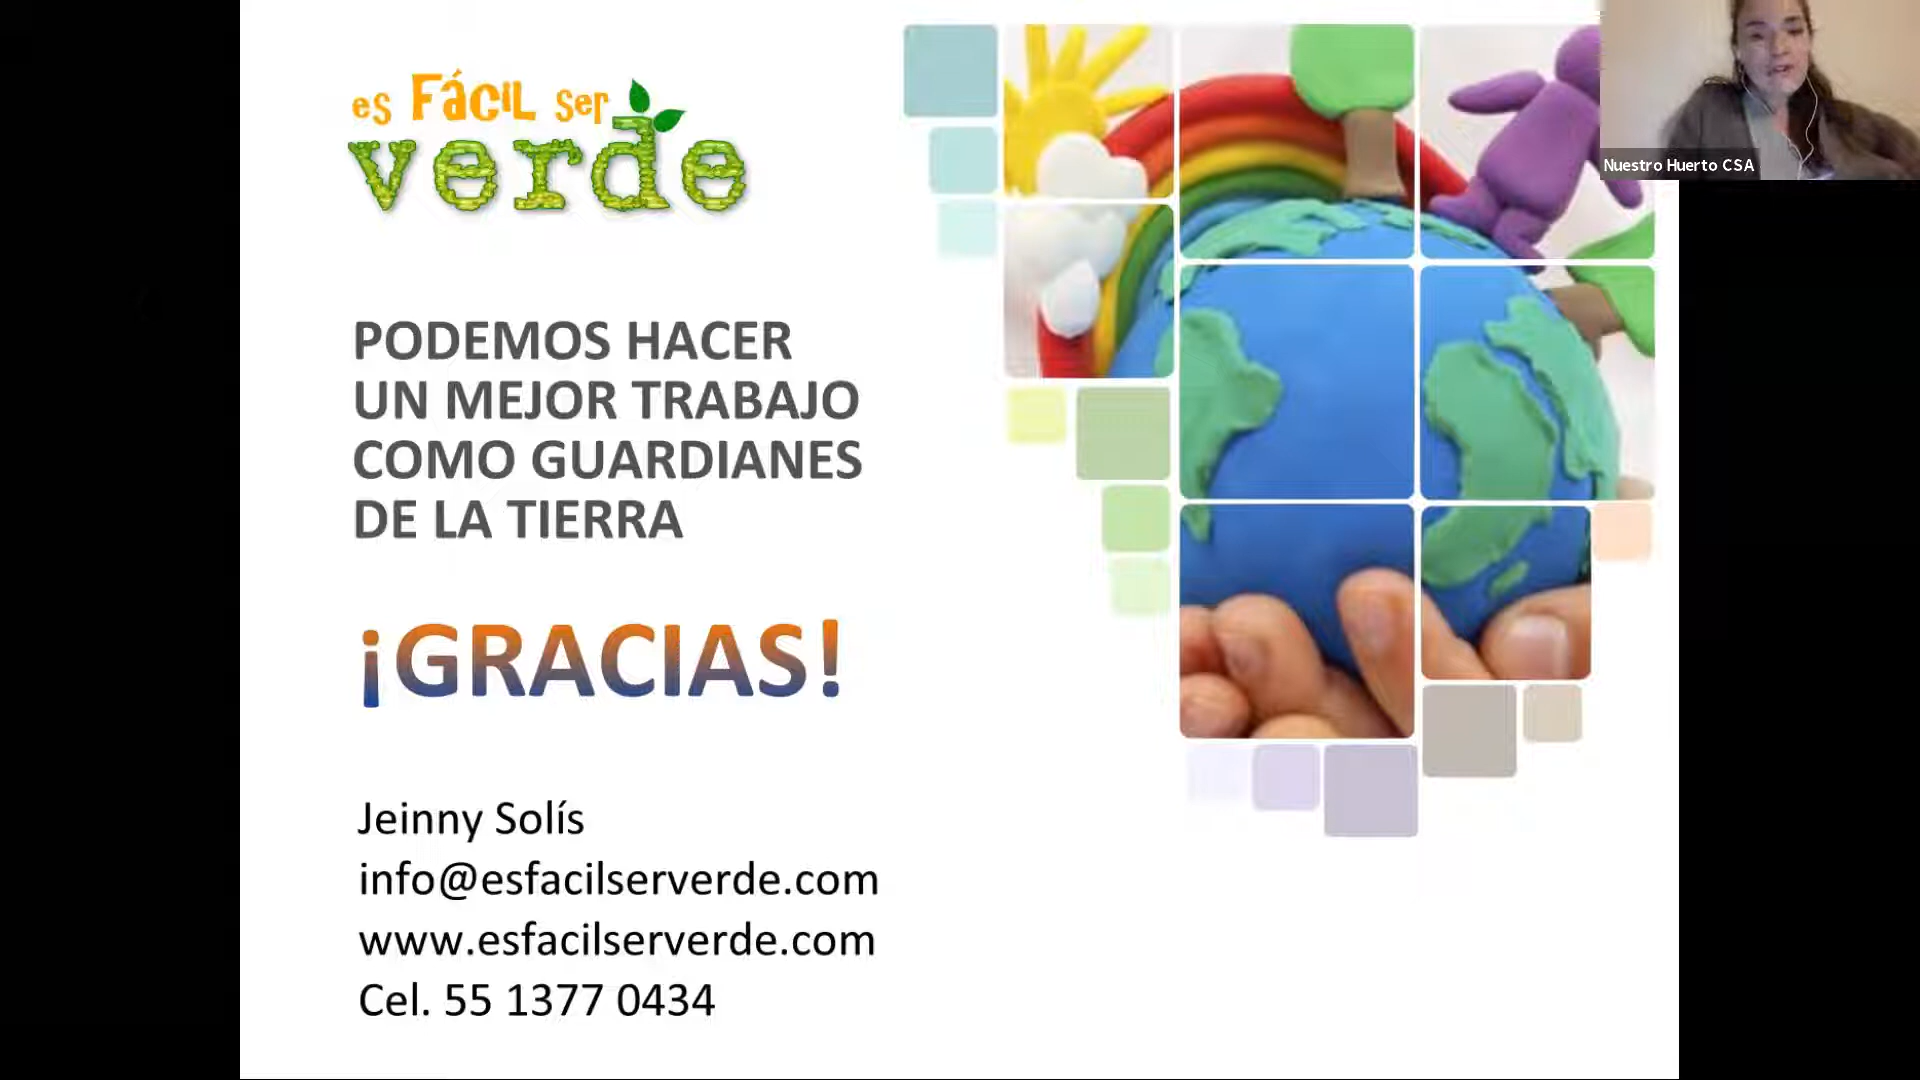 es FáciL ser
verde
PODEMOS HACER
UN MEJOR TRABAJO
COMO GUARDIANES
DE LA TIERRA
¡GRACIAS!
Jeinny Solís
info@esfacilserverde.com
www.esfacilserverde.com
Cel. 55 1377 0434
Nuestro Huerto CSA